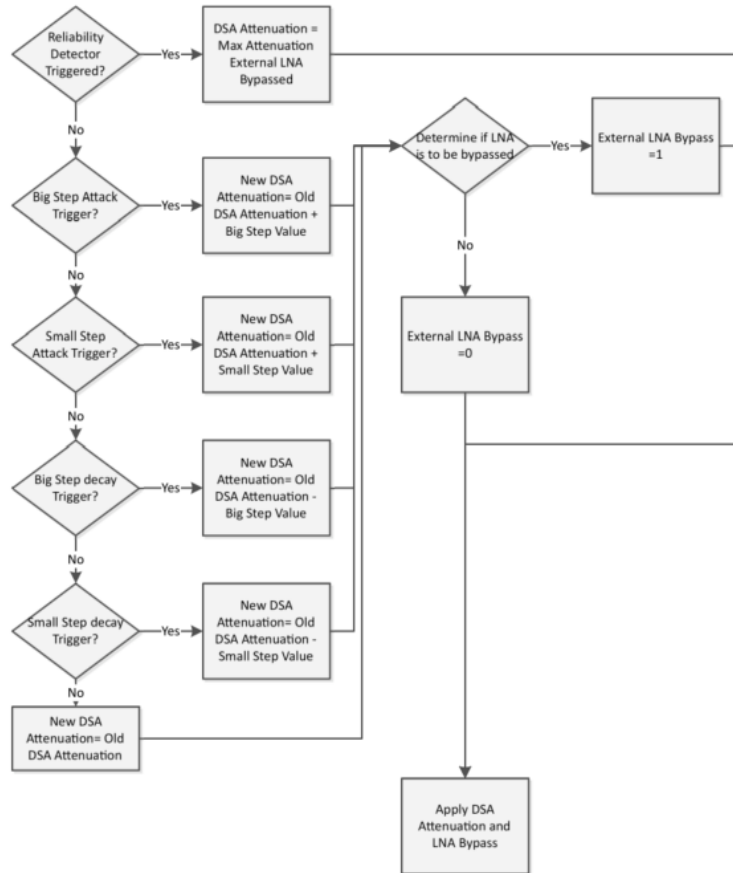 Reliability
Detector
Triggered?
Yes
DSA Attenuation =
Max Attenuation
External LNA
Bypassed
No
Big Step Attack
Trigger?
Yes
New DSA
Attenuation= Old
DSA Attenuation +
Big Step Value
Determine if LNA
is to be bypassed
Yes
External LNA Bypass
=1
No
Small Step
Attack Trigger?
Yes
New DSA
Attenuation= Old
DSA Attenuation +
Small Step Value
No
External LNA Bypass
=0
No
Big Step decay
Trigger?
Yes
New DSA
Attenuation= Old
DSA Attenuation -
Big Step Value
No
Small Step decay
Trigger?
Yes
New DSA
Attenuation= Old
DSA Attenuation -
Small Step Value
No
New DSA
Attenuation= Old
DSA Attenuation
Apply DSA
Attenuation and
LNA Bypass